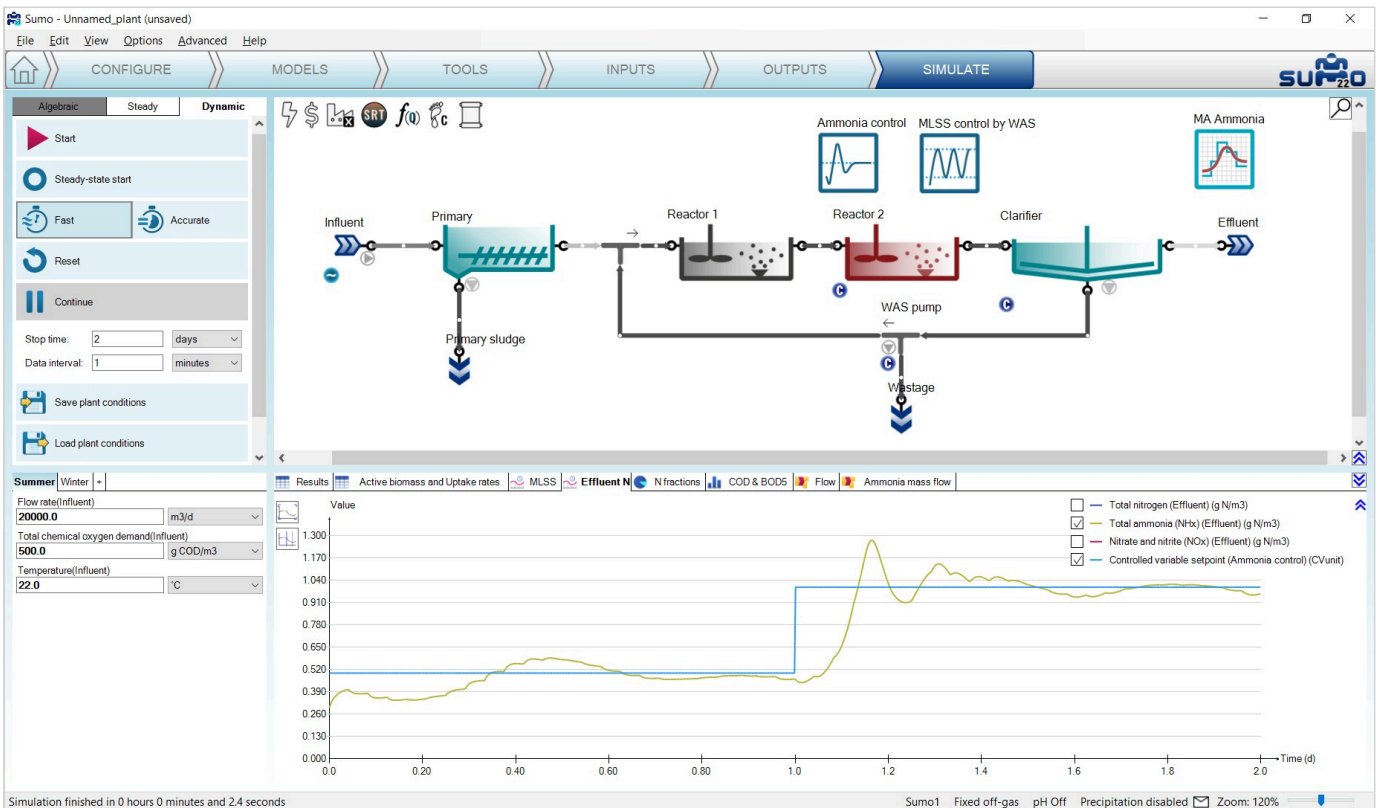 Sumo - Unnamed_plant (unsaved)
File Edit View Options Advanced Help
CONFIGURE MODELS TOOLS INPUTS OUTPUTS SIMULATE
SUMO 22
Algebraic Steady Dynamic
Start
Steady-state start
Fast Accurate
Reset
Continue
Stop time: 2 days
Data interval: 1 minutes
Save plant conditions
Load plant conditions
$ x SRT f(Q) c
Ammonia control MLSS control by WAS MA Ammonia
Influent Primary Reactor 1 Reactor 2 Clarifier Effluent
C C
WAS pump
C
Primary sludge
Wastage
Summer Winter +
Flow rate(Influent)
20000.0 m3/d
Total chemical oxygen demand(Influent)
500.0 g COD/m3
Temperature(Influent)
22.0 °C
Results Active biomass and Uptake rates MLSS Effluent N N fractions COD & BOD5 Flow Ammonia mass flow
Value
Total nitrogen (Effluent) (g N/m3)
Total ammonia (NHx) (Effluent) (g N/m3)
Nitrate and nitrite (NOx) (Effluent) (g N/m3)
Controlled variable setpoint (Ammonia control) (CVunit)
1.300
1.170
1.040
0.910
0.780
0.650
0.520
0.390
0.260
0.130
0.000
0.0 0.20 0.40 0.60 0.80 1.0 1.2 1.4 1.6 1.8 2.0
Time (d)
Simulation finished in 0 hours 0 minutes and 2.4 seconds
Sumo1 Fixed off-gas pH Off Precipitation disabled Zoom: 120%